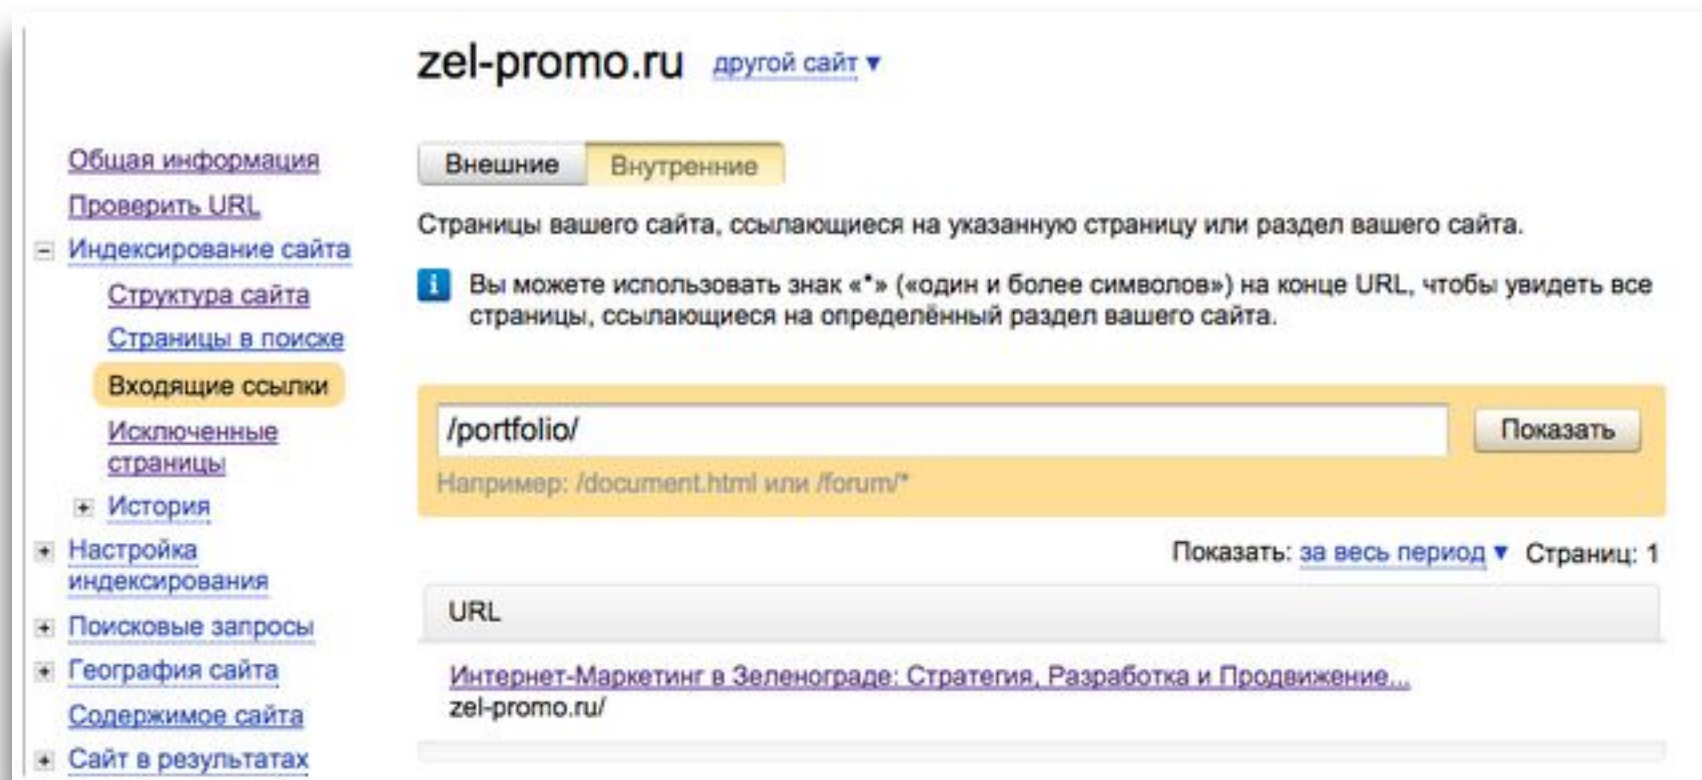 zel-promo.ru другой сайт ▼
Общая информация
Проверить URL
Индексирование сайта
Структура сайта
Страницы в поиске
Входящие ссылки
Исключенные
страницы
История
Настройка
индексирования
Поисковые запросы
География сайта
Содержимое сайта
Сайт в результатах
Внешние Внутренние
Страницы вашего сайта, ссылающиеся на указанную страницу или раздел вашего сайта.
i Вы можете использовать знак «*» («один и более символов») на конце URL, чтобы увидеть все
страницы, ссылающиеся на определённый раздел вашего сайта.
/portfolio/ Показать
Например: /document.html или /forum/*
Показать: за весь период ▼ Страниц: 1
URL
Интернет-Маркетинг в Зеленограде: Стратегия, Разработка и Продвижение...
zel-promo.ru/